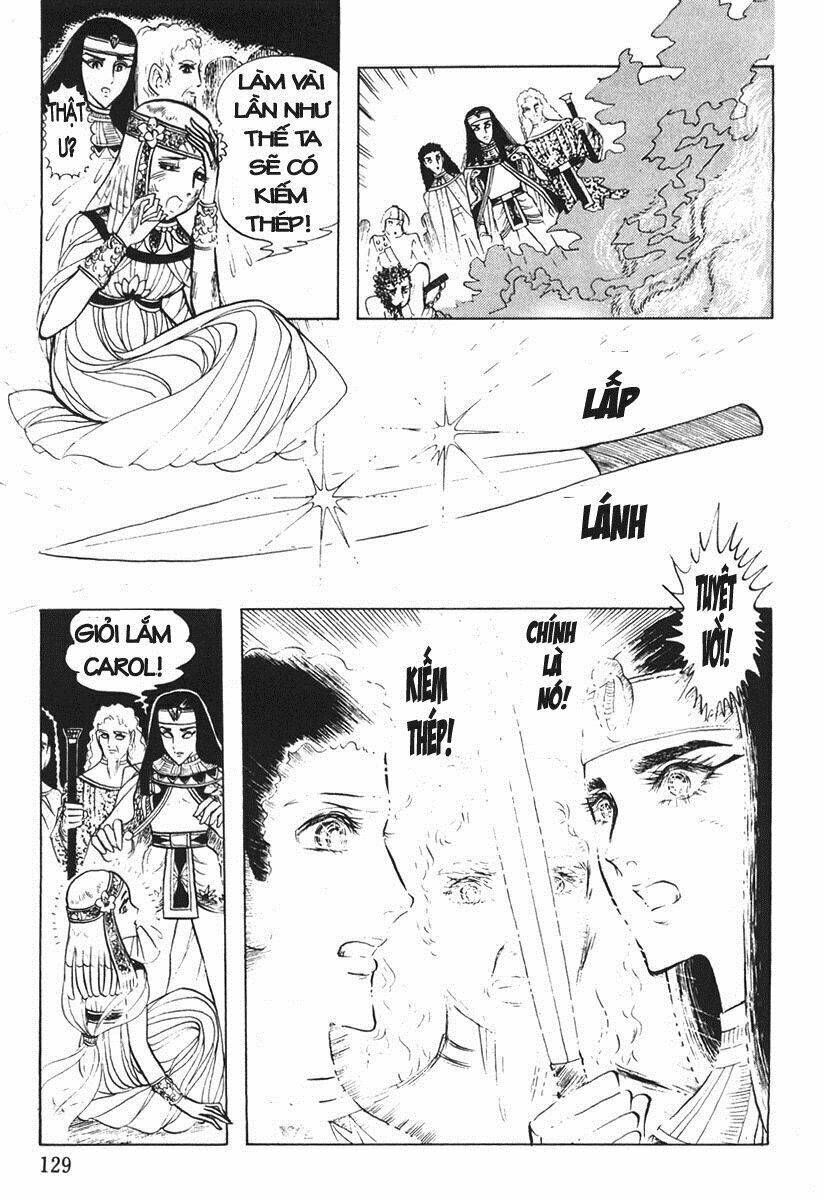 THẬT
Ư?
LÀM VÀI
LẦN NHƯ
THẾ TA
SẼ CÓ
KIẾM
THÉP!
LẤP
LÁNH
GIỎI LẮM
CAROL!
KIẾM
THÉP!
CHÍNH
LÀ
NÓ!
TUYỆT
VỜI!
129